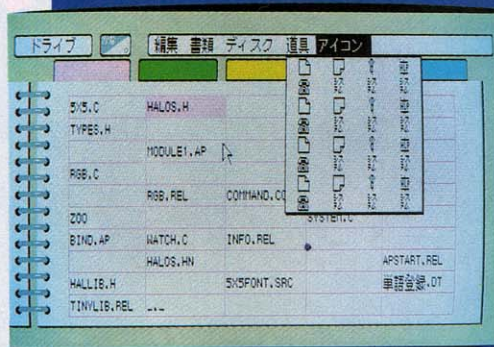 ドライブ 編集 書類 ディスク 道具 アイコン
5X5.C HALOS.H
TYPES.H
MODULE1.AP
RGB.C
RGB.REL COMMAND.CO
ZOO SYSTEM.C
BIND.AP WATCH.C INFO.REL
HALOS.HN APSTART.REL
HALLIB.H 5X5FONT.SRC 単語登録.DT
TINYLIB.REL _._